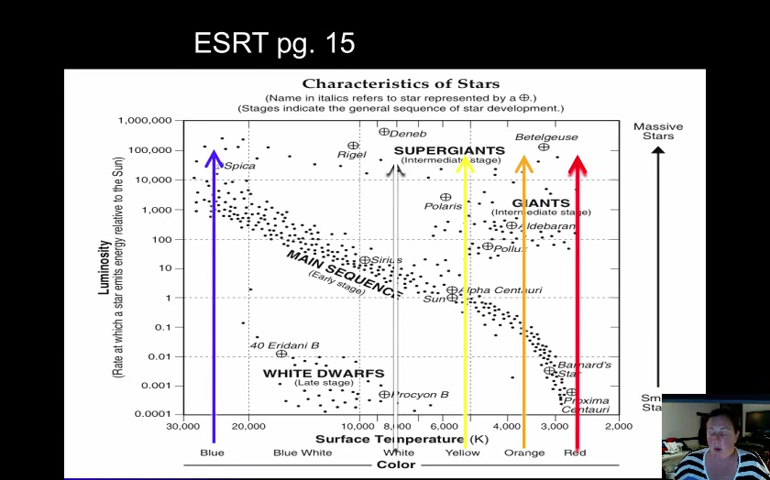 ESRT pg. 15
Characteristics of Stars
(Name in italics refers to star represented by a ⊕.)
(Stages indicate the general sequence of star development.)
Luminosity
(Rate at which a star emits energy relative to the Sun)
1,000,000
100,000
10,000
1,000
100
10
1
0.1
0.01
0.001
0.0001
Deneb
Betelgeuse
Rigel
SUPERGIANTS
(Intermediate stage)
Spica
Polaris
GIANTS
(Intermediate stage)
Aldebaran
Pollux
Sirius
MAIN SEQUENCE
(Early stage)
Alpha Centauri
Sun
40 Eridani B
WHITE DWARFS
(Late stage)
Procyon B
Barnard's
Star
Proxima
Centauri
Massive
Stars
30,000 20,000 10,000 8,000 6,000 4,000 3,000 2,000
Surface Temperature (K)
Blue Blue White White Yellow Orange Red
Color